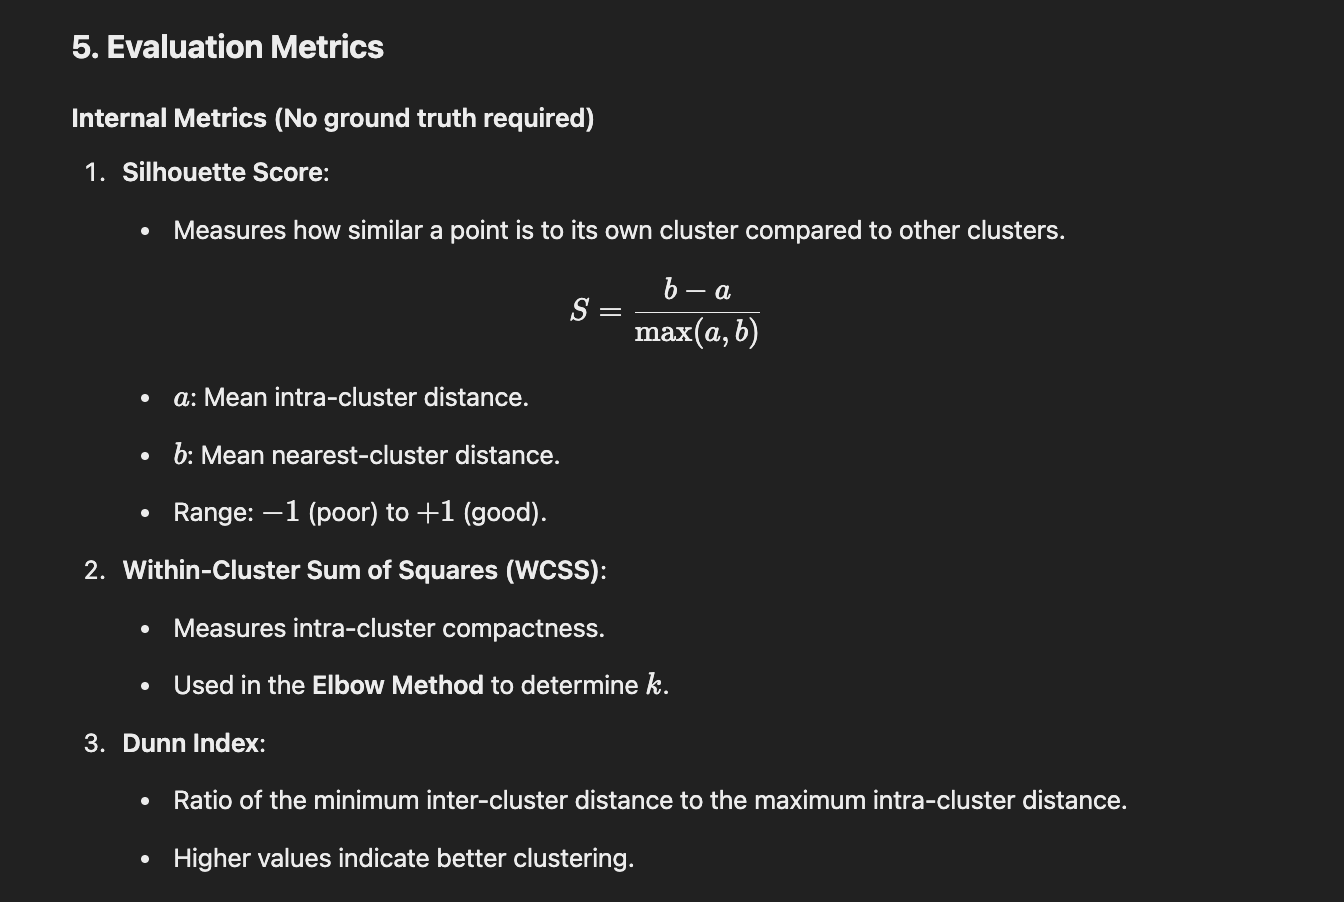 5. Evaluation Metrics
Internal Metrics (No ground truth required)
1. Silhouette Score:
• Measures how similar a point is to its own cluster compared to other clusters.
S = \frac{b - a}{\max(a, b)}
• a: Mean intra-cluster distance.
• b: Mean nearest-cluster distance.
• Range: −1 (poor) to +1 (good).
2. Within-Cluster Sum of Squares (WCSS):
• Measures intra-cluster compactness.
• Used in the Elbow Method to determine k.
3. Dunn Index:
• Ratio of the minimum inter-cluster distance to the maximum intra-cluster distance.
• Higher values indicate better clustering.